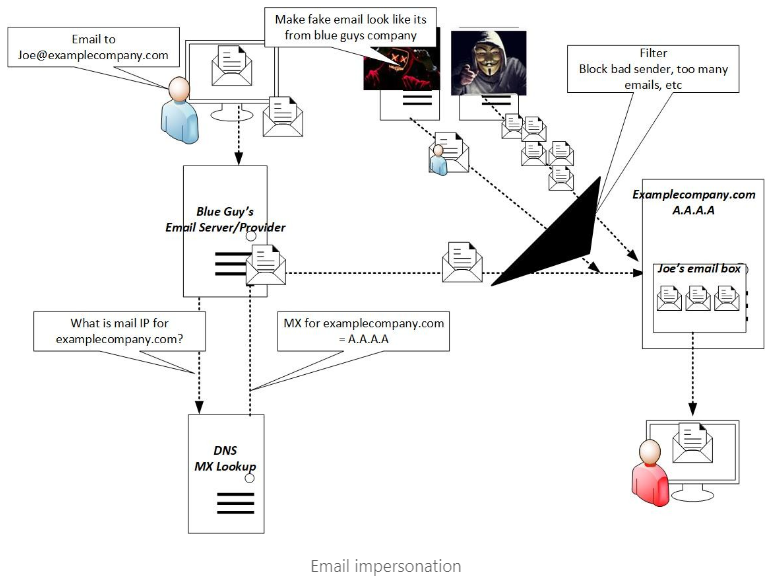 Email to
Joe@examplecompany.com
Make fake email look like its
from blue guys company
Filter
Block bad sender, too many
emails, etc
Blue Guy's
Email Server/Provider
Examplecompany.com
A.A.A.A
Joe's email box
What is mail IP for
examplecompany.com?
MX for examplecompany.com
= A.A.A.A
DNS
MX Lookup
Email impersonation